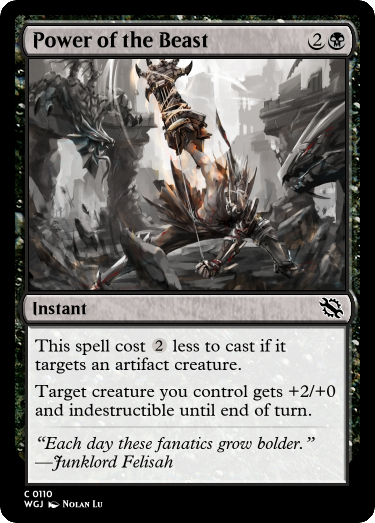 Power of the Beast 2
Instant
This spell cost 2 less to cast if it
targets an artifact creature.
Target creature you control gets +2/+0
and indestructible until end of turn.
“Each day these fanatics grow bolder.”
—Junklord Felisah
C 0110
WGJ Nolan Lu